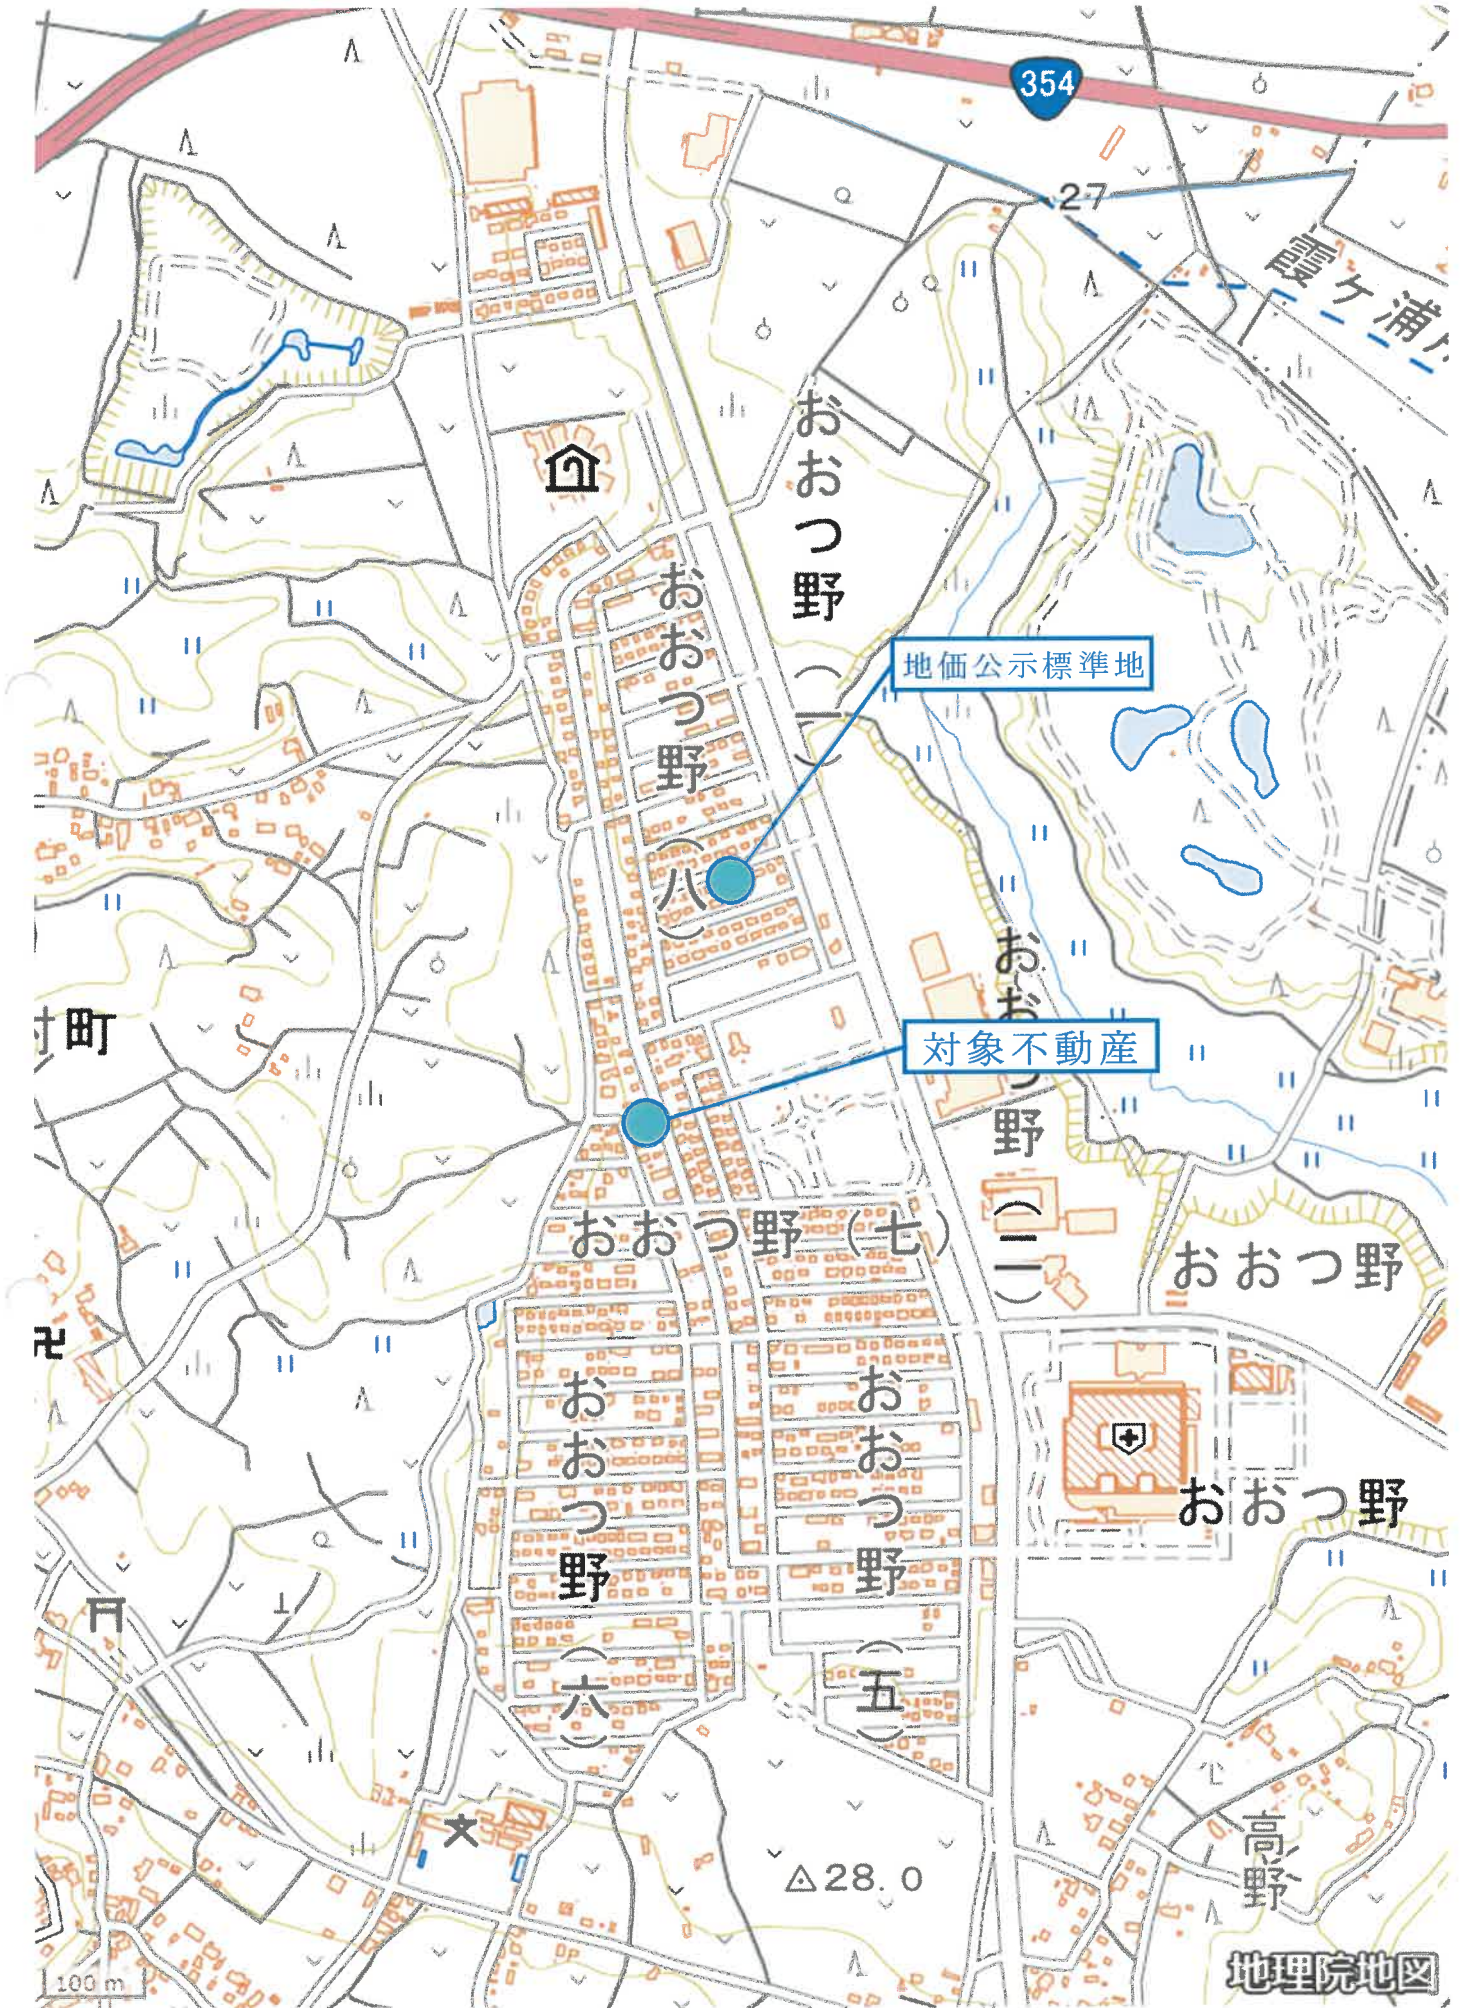 354
27
霞ケ浦
おおつ野(一)
おおつ野(八)
地価公示標準地
村町
対象不動産
おおつ野(二)
おおつ野(七)
おおつ野
おおつ野(六)
おおつ野(五)
おおつ野
28.0
高野
100 m
地理院地図